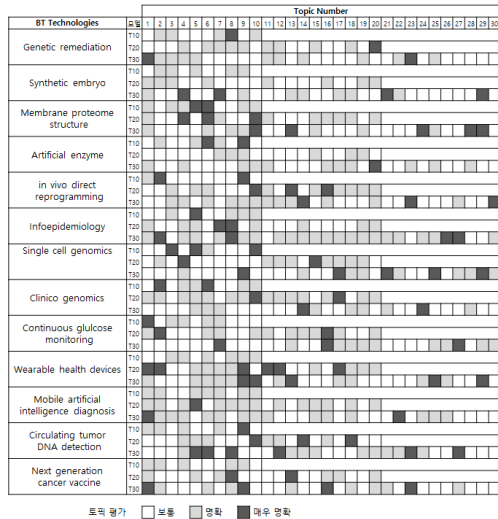 Topic Number
BT Technologies 모델 1 2 3 4 5 6 7 8 9 10 11 12 13 14 15 16 17 18 19 20 21 22 23 24 25 26 27 28 29 30
Genetic remediation T10
T20
T30
Synthetic embryo T10
T20
T30
Membrane proteome T10
structure T20
T30
Artificial enzyme T10
T20
T30
in vivo direct T10
reprogramming T20
T30
Infoepidemiology T10
T20
T30
Single cell genomics T10
T20
T30
Clinico genomics T10
T20
T30
Continuous glulcose T10
monitoring T20
T30
Wearable health devices T10
T20
T30
Mobile artificial T10
intelligence diagnosis T20
T30
Circulating tumor T10
DNA detection T20
T30
Next generation T10
cancer vaccine T20
T30
토픽 평가 보통 명확 매우 명확